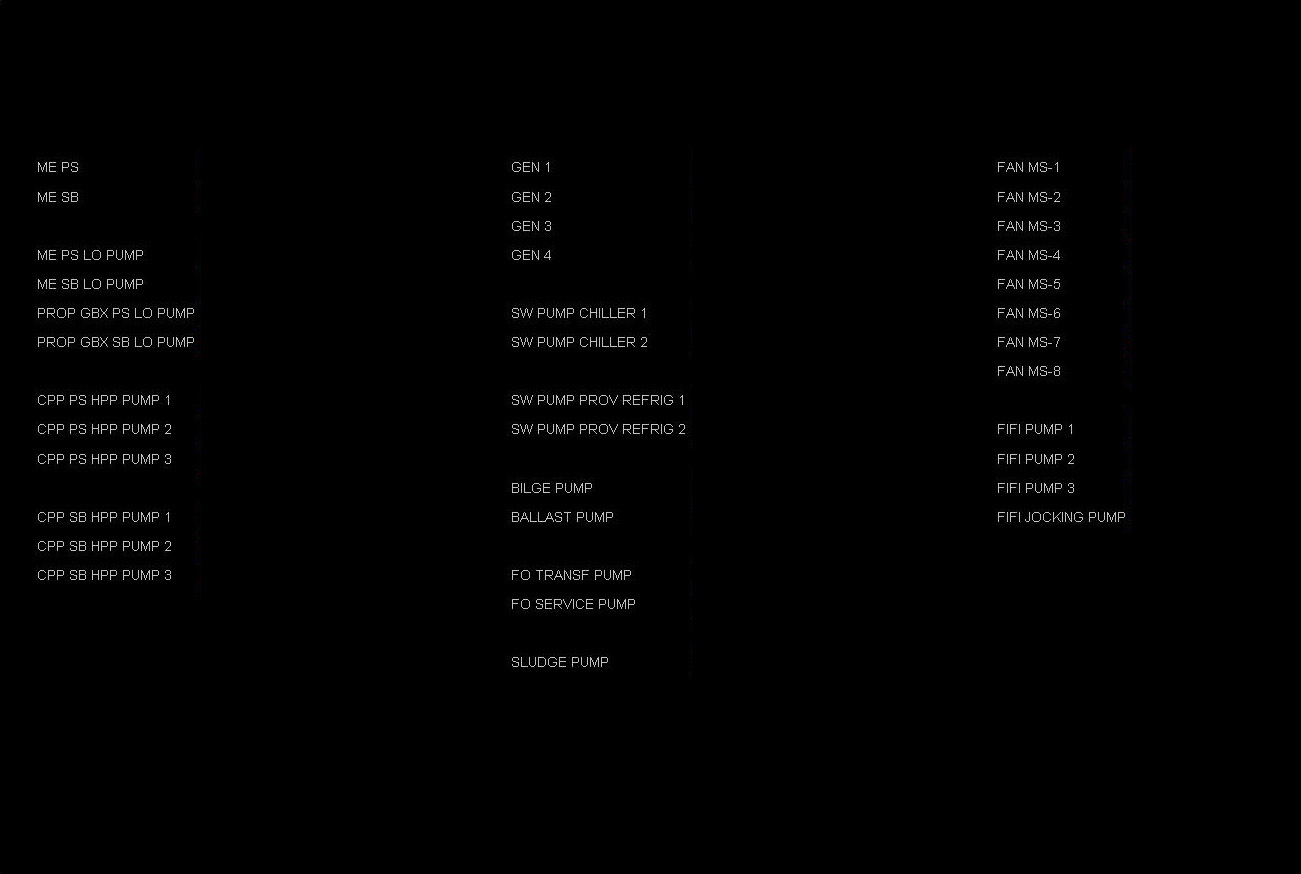 ME PS
ME SB
ME PS LO PUMP
ME SB LO PUMP
PROP GBX PS LO PUMP
PROP GBX SB LO PUMP
CPP PS HPP PUMP 1
CPP PS HPP PUMP 2
CPP PS HPP PUMP 3
CPP SB HPP PUMP 1
CPP SB HPP PUMP 2
CPP SB HPP PUMP 3
GEN 1
GEN 2
GEN 3
GEN 4
SW PUMP CHILLER 1
SW PUMP CHILLER 2
SW PUMP PROV REFRIG 1
SW PUMP PROV REFRIG 2
BILGE PUMP
BALLAST PUMP
FO TRANSF PUMP
FO SERVICE PUMP
SLUDGE PUMP
FAN MS-1
FAN MS-2
FAN MS-3
FAN MS-4
FAN MS-5
FAN MS-6
FAN MS-7
FAN MS-8
FIFI PUMP 1
FIFI PUMP 2
FIFI PUMP 3
FIFI JOCKING PUMP